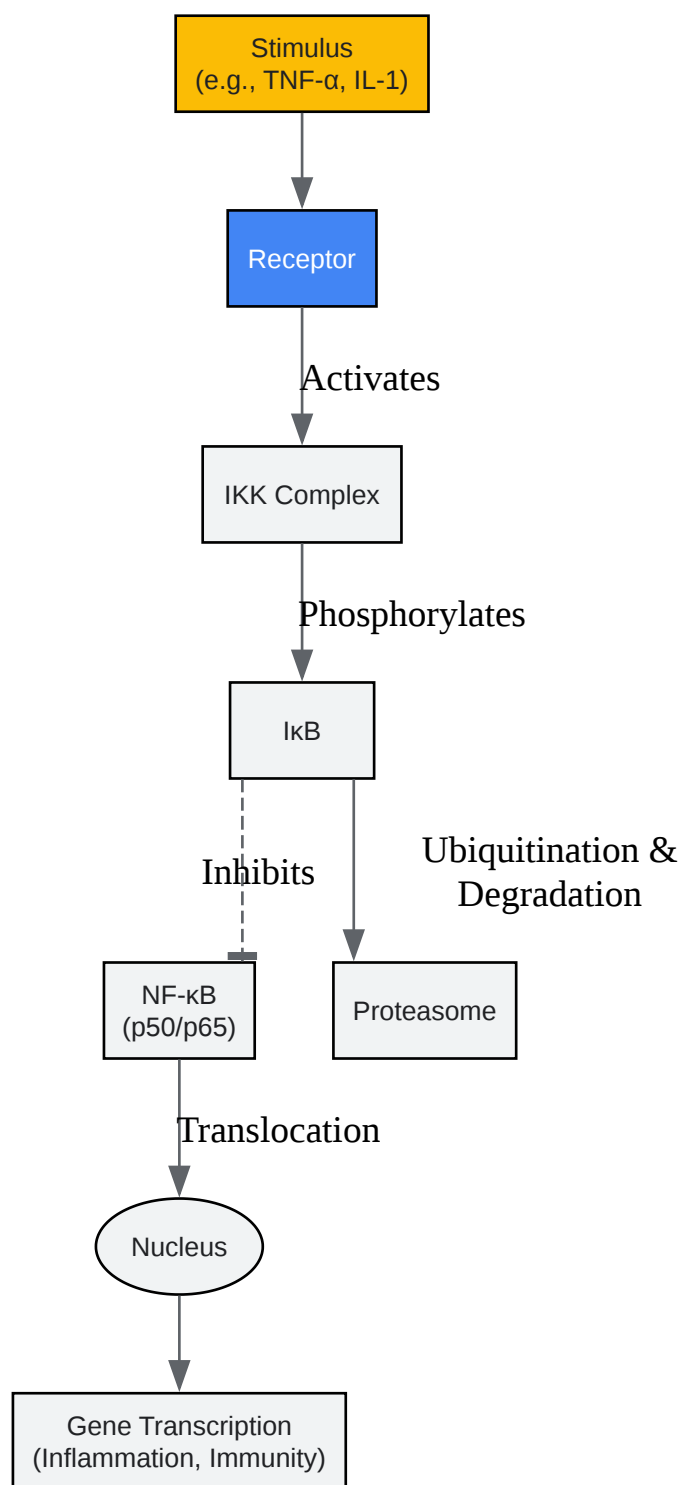 Stimulus
(e.g., TNF-α, IL-1)
Receptor
Activates
IKK Complex
Phosphorylates
IκB
Inhibits
Ubiquitination &
Degradation
NF-κB
(p50/p65)
Proteasome
Translocation
Nucleus
Gene Transcription
(Inflammation, Immunity)